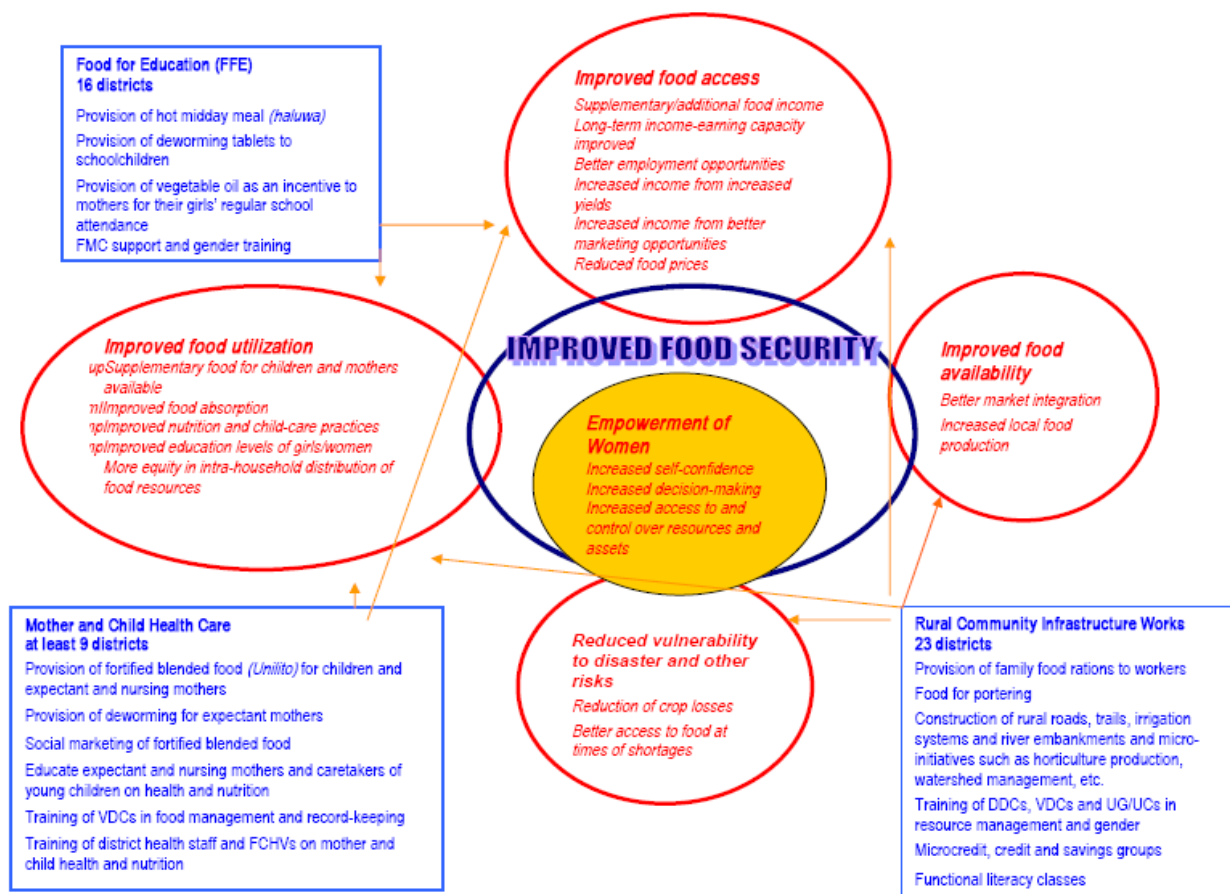 Food for Education (FFE)
16 districts
Provision of hot midday meal (haluwa)
Provision of deworming tablets to
schoolchildren
Provision of vegetable oil as an incentive to
mothers for their girls' regular school
attendance
FMC support and gender training
Improved food access
Supplementary/additional food income
Long-term income-earning capacity
improved
Better employment opportunities
Increased income from increased
yields
Increased income from better
marketing opportunities
Reduced food prices
IMPROVED FOOD SECURITY
Improved food utilization
upSupplementary food for children and mothers
available
mlImproved food absorption
npImproved nutrition and child-care practices
npImproved education levels of girls/women
More equity in intra-household distribution of
food resources
Empowerment of
Women
Increased self-confidence
Increased decision-making
Increased access to and
control over resources and
assets
Improved food
availability
Better market integration
Increased local food
production
Mother and Child Health Care
at least 9 districts
Provision of fortified blended food (Unilito) for children and
expectant and nursing mothers
Provision of deworming for expectant mothers
Social marketing of fortified blended food
Educate expectant and nursing mothers and caretakers of
young children on health and nutrition
Training of VDCs in food management and record-keeping
Training of district health staff and FCHVs on mother and
child health and nutrition
Reduced vulnerability
to disaster and other
risks
Reduction of crop losses
Better access to food at
times of shortages
Rural Community Infrastructure Works
23 districts
Provision of family food rations to workers
Food for portering
Construction of rural roads, trails, irrigation
systems and river embankments and micro-
initiatives such as horticulture production,
watershed management, etc.
Training of DDCs, VDCs and UG/UCs in
resource management and gender
Microcredit, credit and savings groups
Functional literacy classes